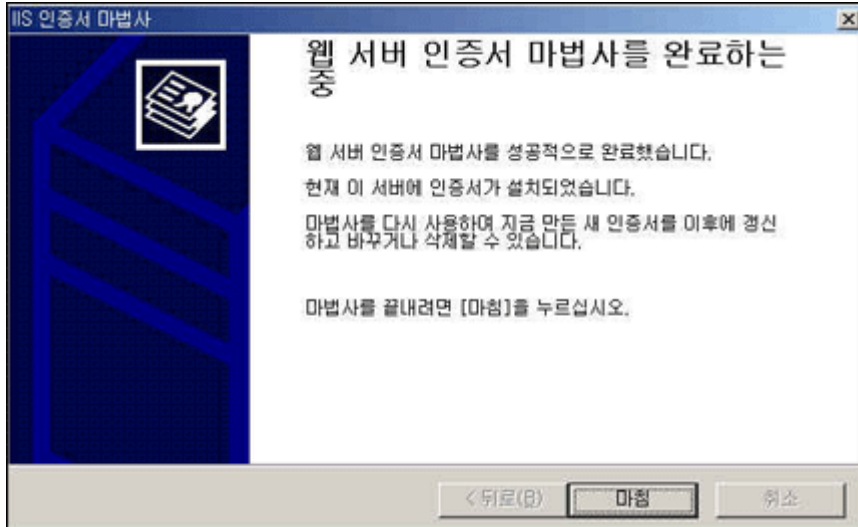 IIS 인증서 마법사
웹 서버 인증서 마법사를 완료하는
중
웹 서버 인증서 마법사를 성공적으로 완료했습니다.
현재 이 서버에 인증서가 설치되었습니다.
마법사를 다시 사용하여 지금 만든 새 인증서를 이후에 갱신
하고 바꾸거나 삭제할 수 있습니다.
마법사를 끝내려면 [마침]을 누르십시오.
< 뒤로(B) 마침 취소